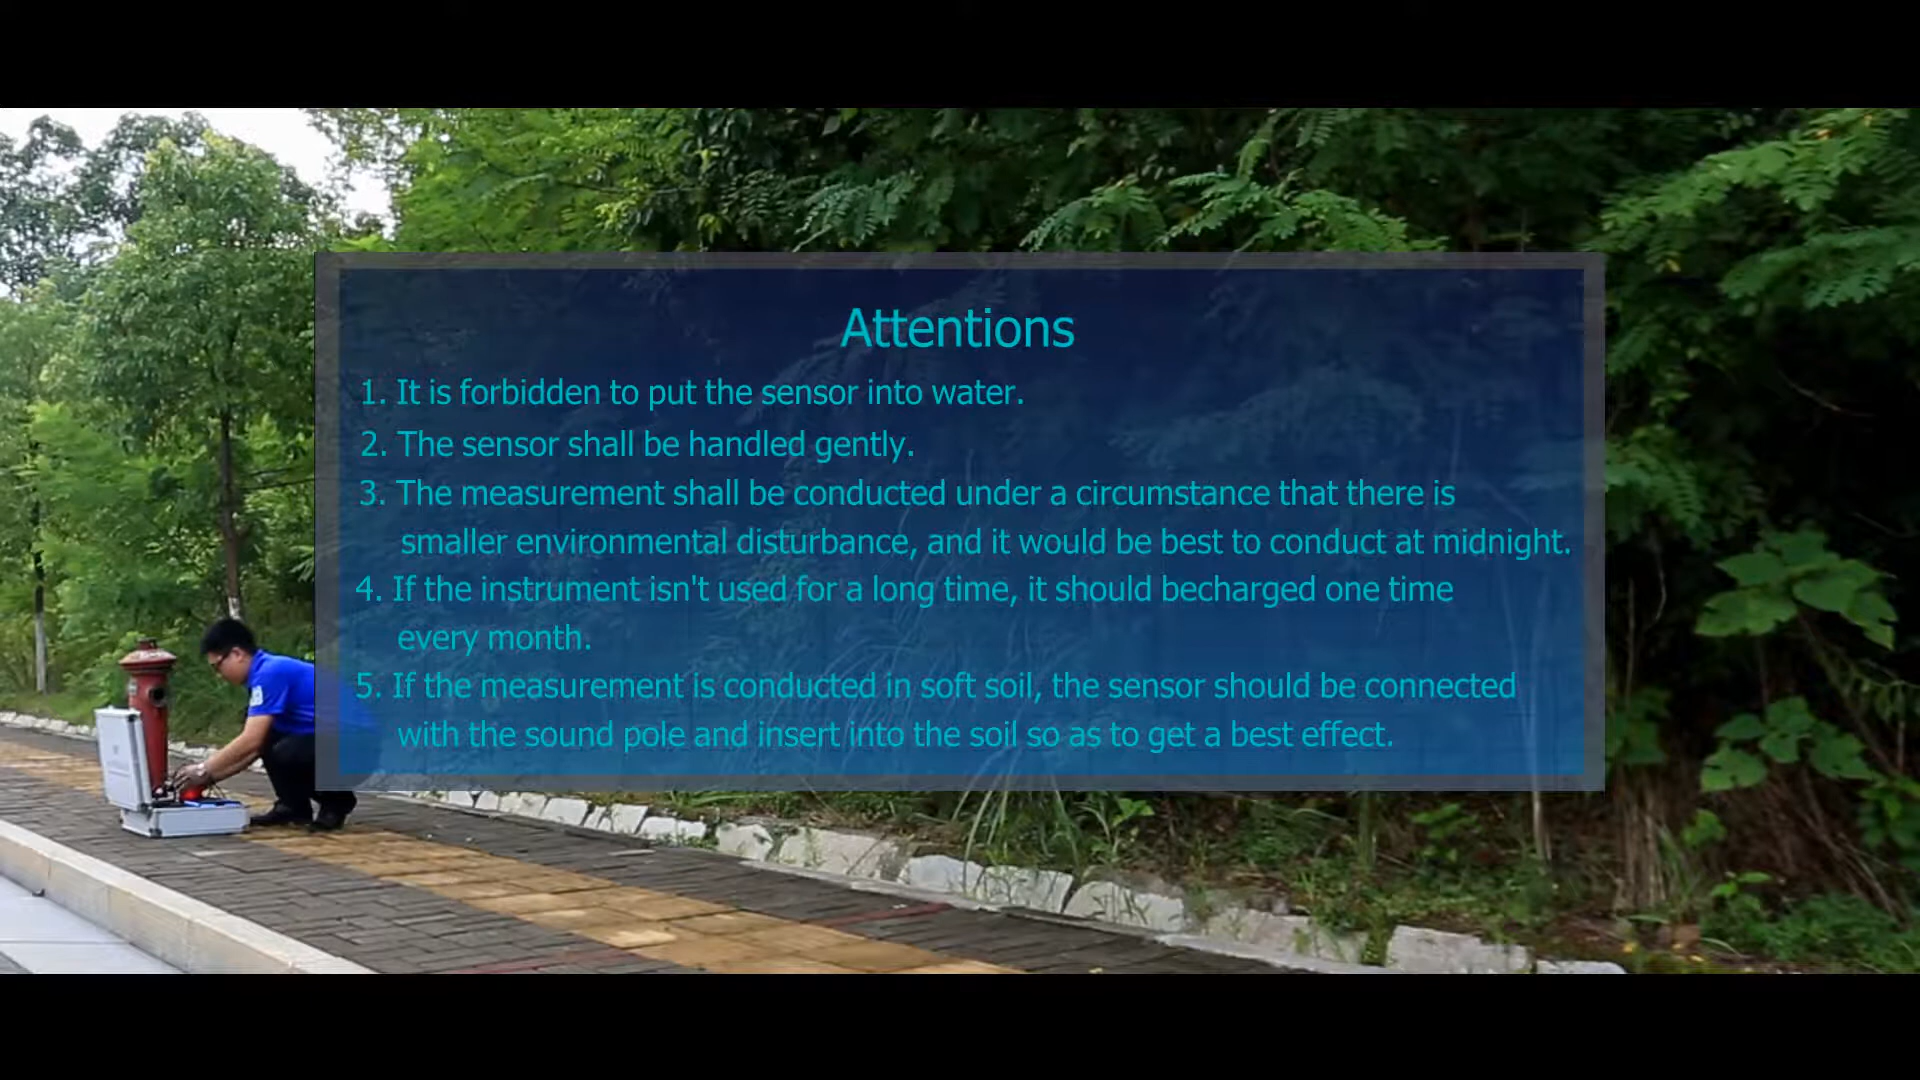 Attentions
1. It is forbidden to put the sensor into water.
2. The sensor shall be handled gently.
3. The measurement shall be conducted under a circumstance that there is
smaller environmental disturbance, and it would be best to conduct at midnight.
4. If the instrument isn't used for a long time, it should becharged one time
every month.
5. If the measurement is conducted in soft soil, the sensor should be connected
with the sound pole and insert into the soil so as to get a best effect.